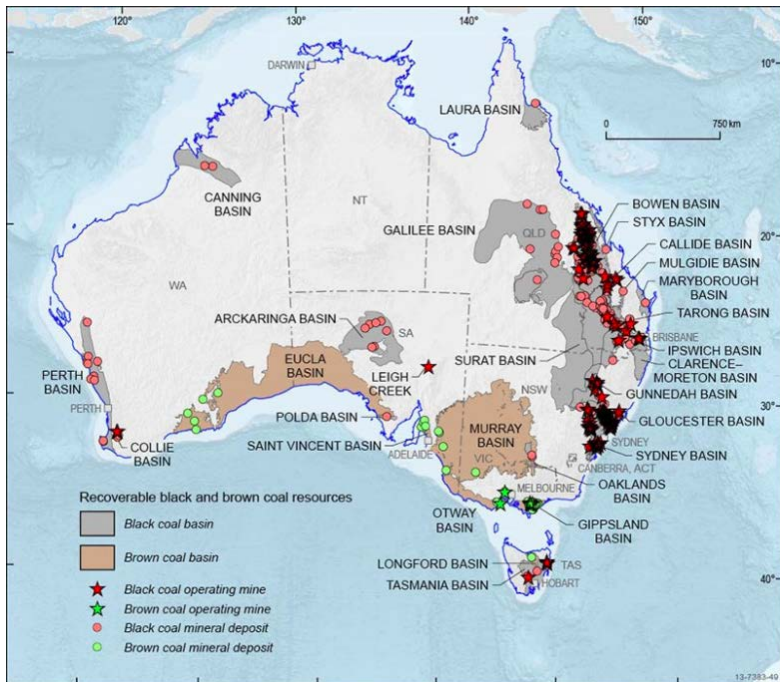 120°
130°
140°
150°
10°
DARWIN
LAURA BASIN
0
750 km
CANNING
BASIN
NT
GALILEE BASIN
QLD
BOWEN BASIN
STYX BASIN
20°
CALLIDE BASIN
MULGIDIE BASIN
MARYBOROUGH
BASIN
TARONG BASIN
WA
ARCKARINGA BASIN
SA
EUCLA
BASIN
LEIGH
CREEK
SURAT BASIN
BRISBANE
IPSWICH BASIN
CLARENCE–
MORETON BASIN
PERTH
BASIN
PERTH
NSW
GUNNEDAH BASIN
30°
POLDA BASIN
MURRAY
BASIN
GLOUCESTER BASIN
COLLIE
BASIN
SAINT VINCENT BASIN
ADELAIDE
SYDNEY
SYDNEY BASIN
VIC
CANBERRA, ACT
OAKLANDS
BASIN
MELBOURNE
OTWAY
BASIN
GIPPSLAND
BASIN
LONGFORD BASIN
TAS
TASMANIA BASIN
HOBART
40°
Recoverable black and brown coal resources
Black coal basin
Brown coal basin
Black coal operating mine
Brown coal operating mine
Black coal mineral deposit
Brown coal mineral deposit
13-7383-49